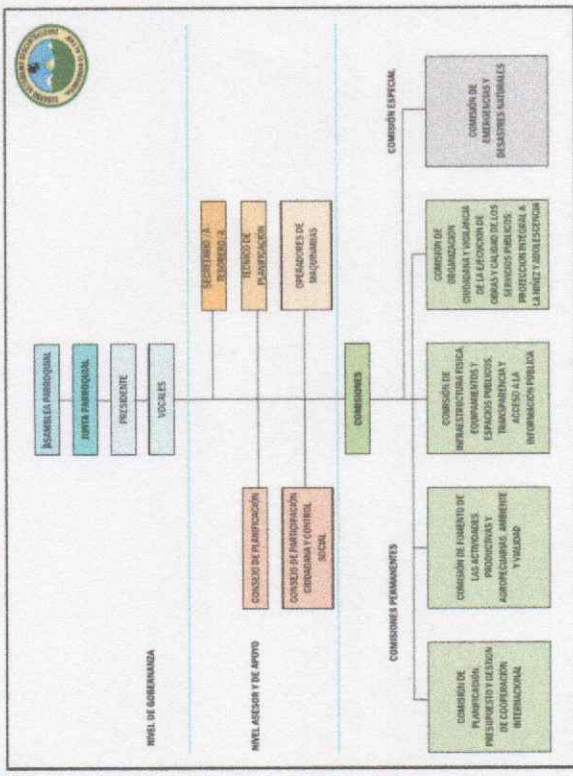 ASAMBLEA PARROQUIAL
JUNTA PARROQUIAL
PRESIDENTE
VOCALES
NIVEL DE GOBERNANZA
SECRETARIO /A
TESORERO /A
CONSEJO DE PLANIFICACIÓN
TÉCNICO DE
PLANIFICACIÓN
CONSEJO DE PARTICIPACIÓN
CIUDADANA Y CONTROL
SOCIAL
OPERADORES DE
MAQUINARIAS
NIVEL ASESOR Y DE APOYO
COMISIONES
COMISIONES PERMANENTES
COMISIÓN ESPECIAL
COMISIÓN DE
PLANIFICACIÓN,
PRESUPUESTO Y GESTIÓN
DE COOPERACIÓN
INTERNACIONAL
COMISIÓN DE FOMENTO DE
LAS ACTIVIDADES
PRODUCTIVAS Y
AGROPECUARIAS, AMBIENTE
Y VIALIDAD
COMISIÓN DE
INFRAESTRUCTURA FÍSICA,
EQUIPAMIENTOS Y
ESPACIOS PÚBLICOS,
TRANSPARENCIA Y
ACCESO A LA
INFORMACIÓN PÚBLICA
COMISIÓN DE
ORGANIZACIÓN
CIUDADANA Y VIGILANCIA
DE LA EJECUCIÓN DE
OBRAS Y CALIDAD DE LOS
SERVICIOS PÚBLICOS;
PROTECCIÓN INTEGRAL A
LA NIÑEZ Y ADOLESCENCIA
COMISIÓN DE
EMERGENCIAS Y
DESASTRES NATURALES